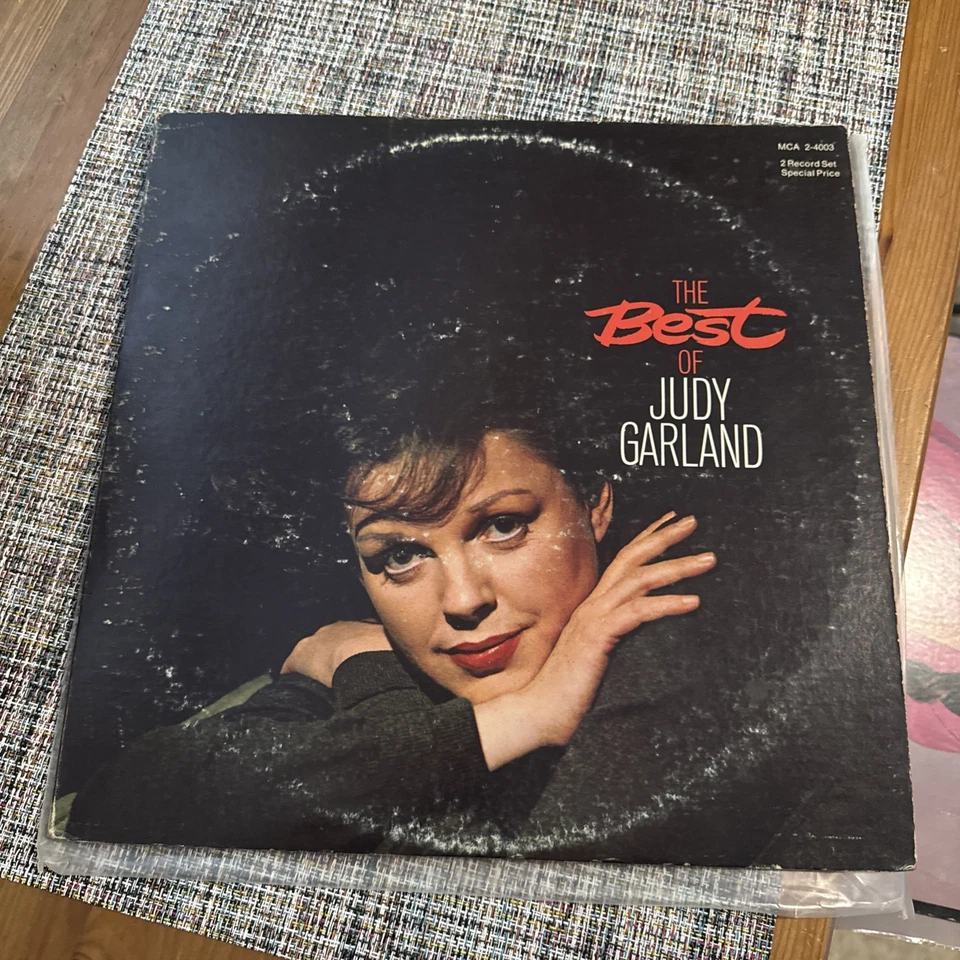 MCA 2-4003
2 Record Set
Special Price
THE
Best
OF
JUDY
GARLAND